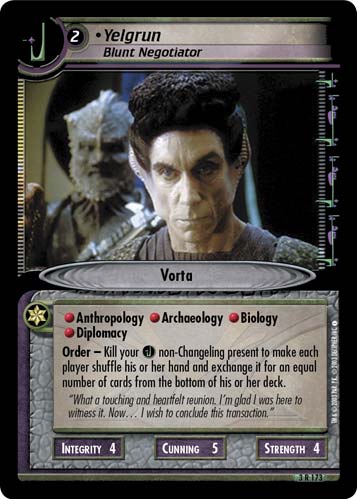 2
•Yelgrun
Blunt Negotiator
Vorta
Anthropology Archaeology Biology
Diplomacy
Order – Kill your non-Changeling present to make each
player shuffle his or her hand and exchange it for an equal
number of cards from the bottom of his or her deck.
"What a touching and heartfelt reunion. I'm glad I was here to
witness it. Now… I wish to conclude this transaction."
INTEGRITY 4
CUNNING 5
STRENGTH 4
3 R 173